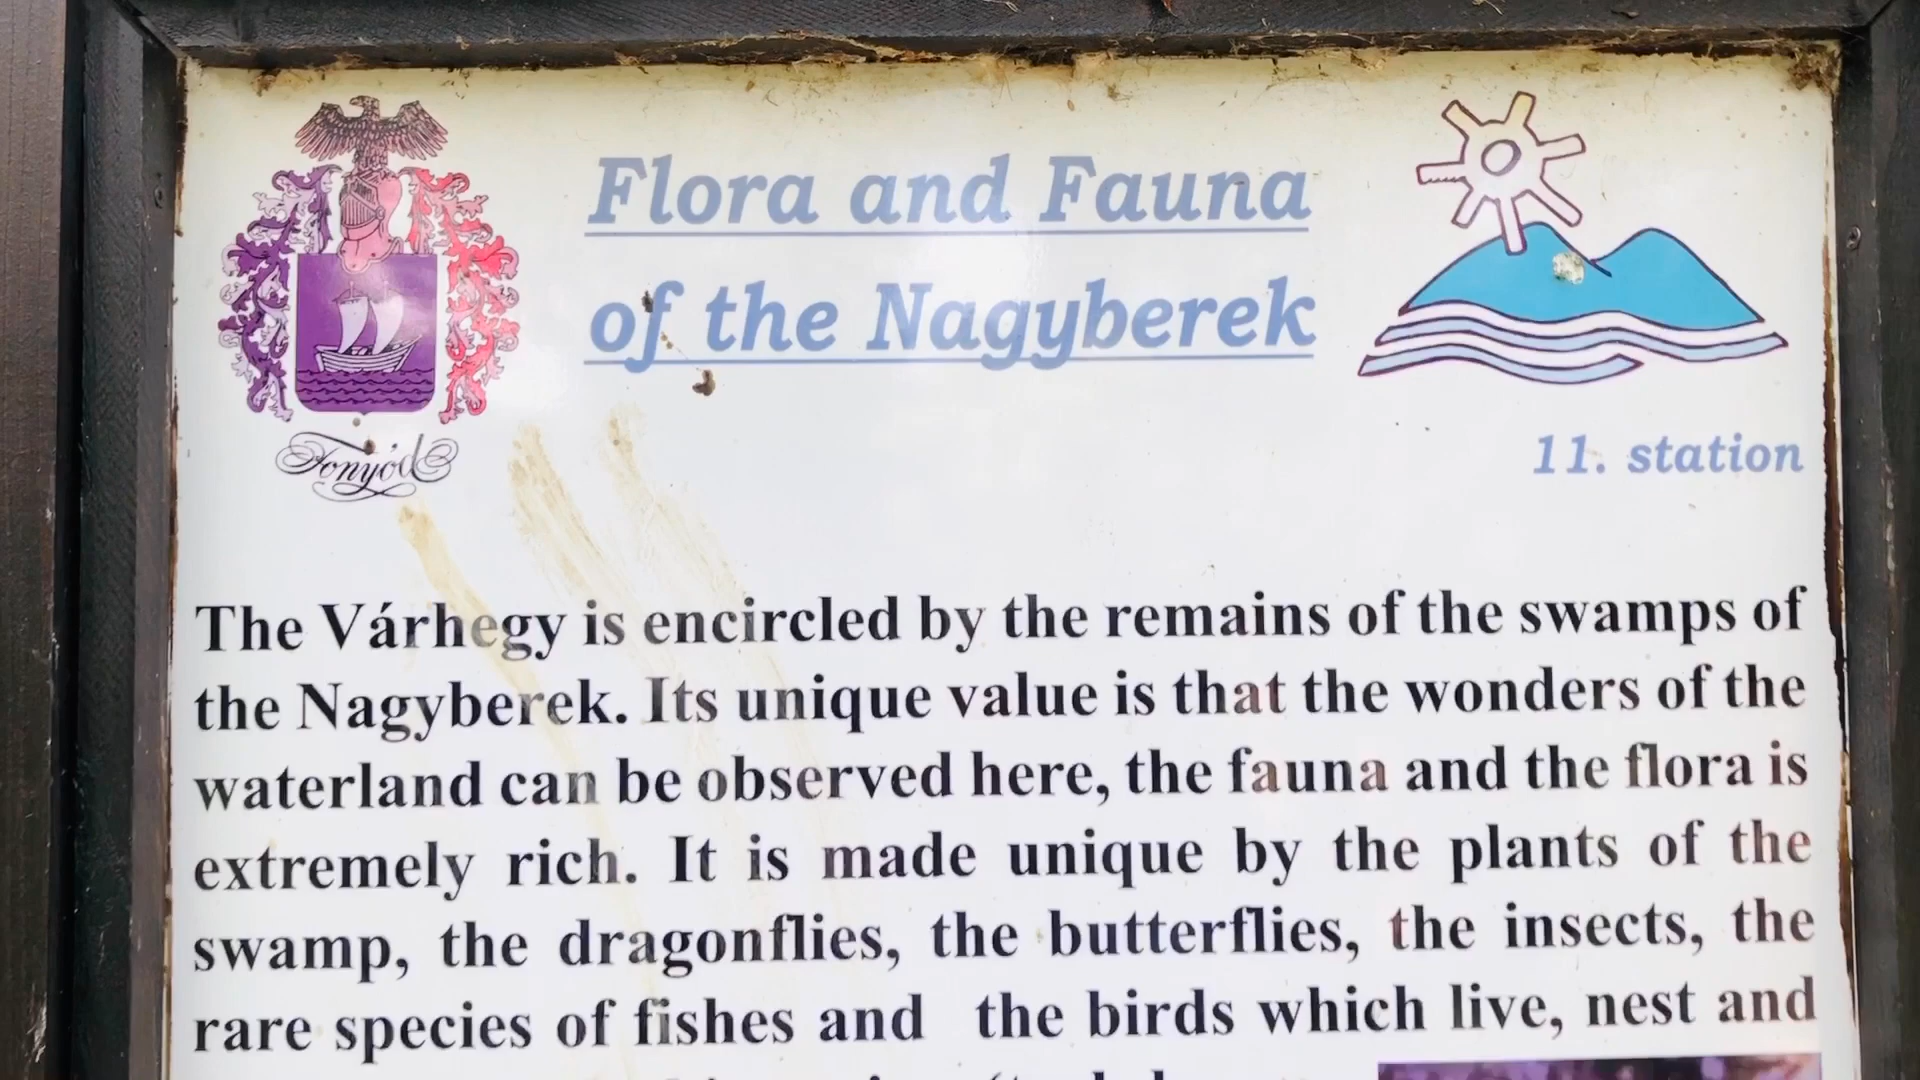 Flora and Fauna
of the Nagyberek
Fonyód
11. station
The Várhegy is encircled by the remains of the swamps of
the Nagyberek. Its unique value is that the wonders of the
waterland can be observed here, the fauna and the flora is
extremely rich. It is made unique by the plants of the
swamp, the dragonflies, the butterflies, the insects, the
rare species of fishes and the birds which live, nest and